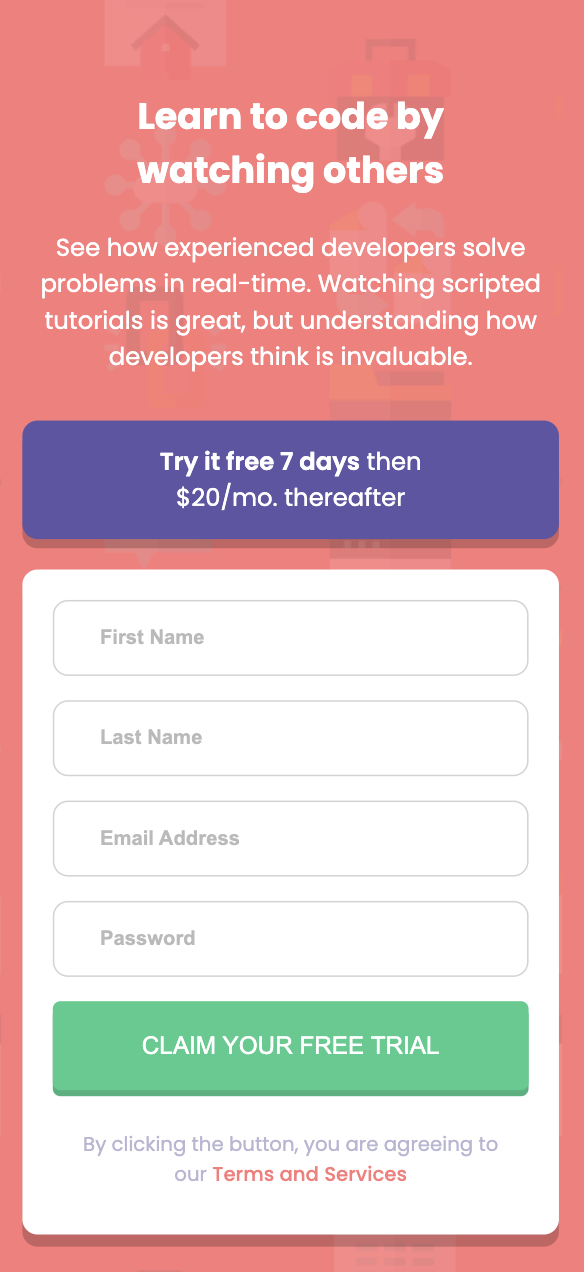 Learn to code by
watching others
See how experienced developers solve
problems in real-time. Watching scripted
tutorials is great, but understanding how
developers think is invaluable.
Try it free 7 days then
$20/mo. thereafter
First Name
Last Name
Email Address
Password
CLAIM YOUR FREE TRIAL
By clicking the button, you are agreeing to
our Terms and Services